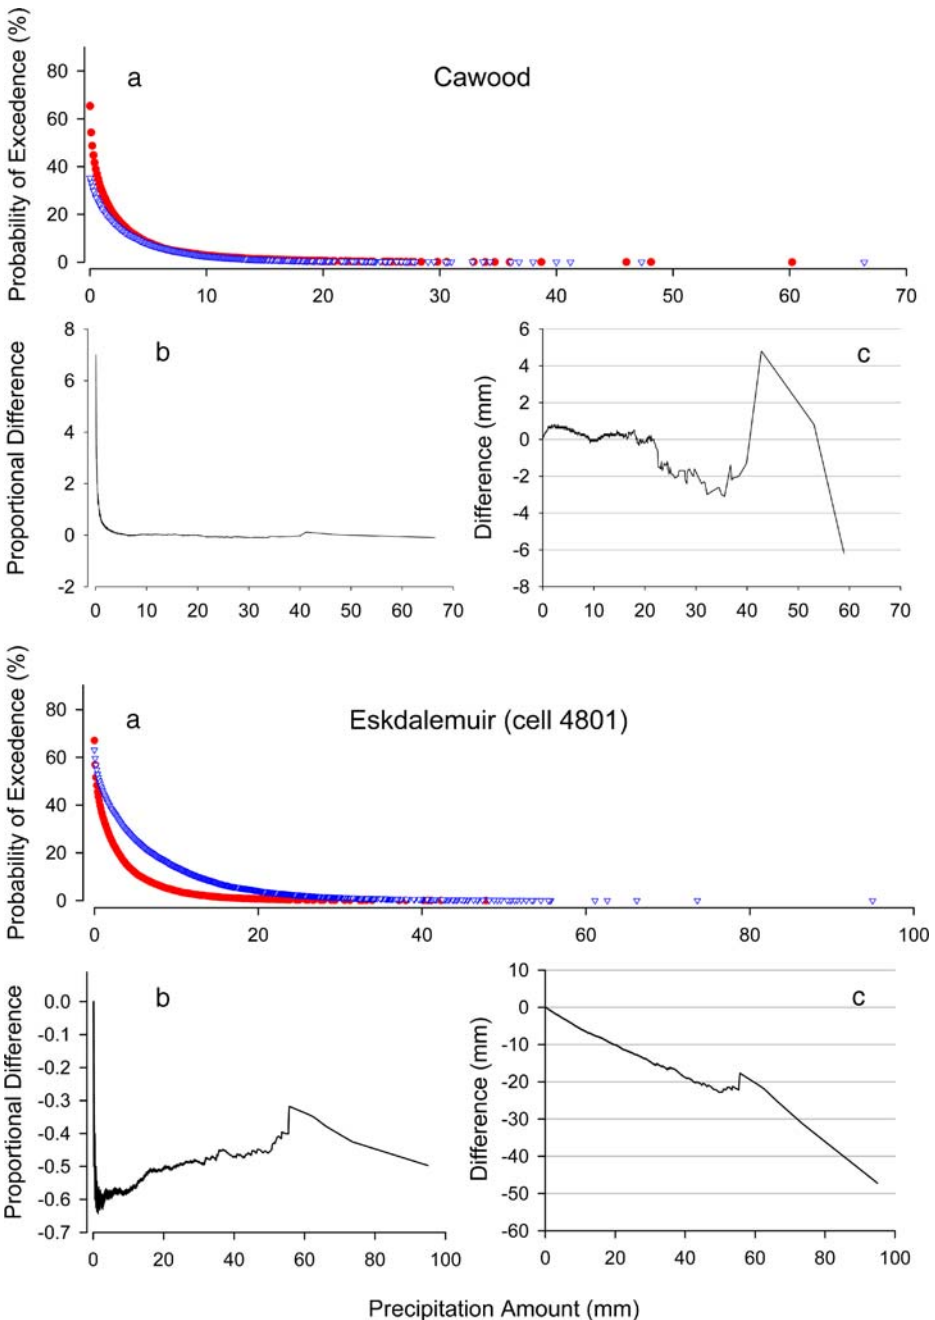 a Cawood
Probability of Excedence (%)
80
60
40
20
0
0 10 20 30 40 50 60 70
b
Proportional Difference
8
6
4
2
0
-2
0 10 20 30 40 50 60 70
c
Difference (mm)
6
4
2
0
-2
-4
-6
-8
0 10 20 30 40 50 60 70
a Eskdalemuir (cell 4801)
Probability of Excedence (%)
80
60
40
20
0
0 20 40 60 80 100
b
Proportional Difference
0.0
-0.1
-0.2
-0.3
-0.4
-0.5
-0.6
-0.7
0 20 40 60 80 100
c
Difference (mm)
10
0
-10
-20
-30
-40
-50
-60
0 20 40 60 80 100
Precipitation Amount (mm)